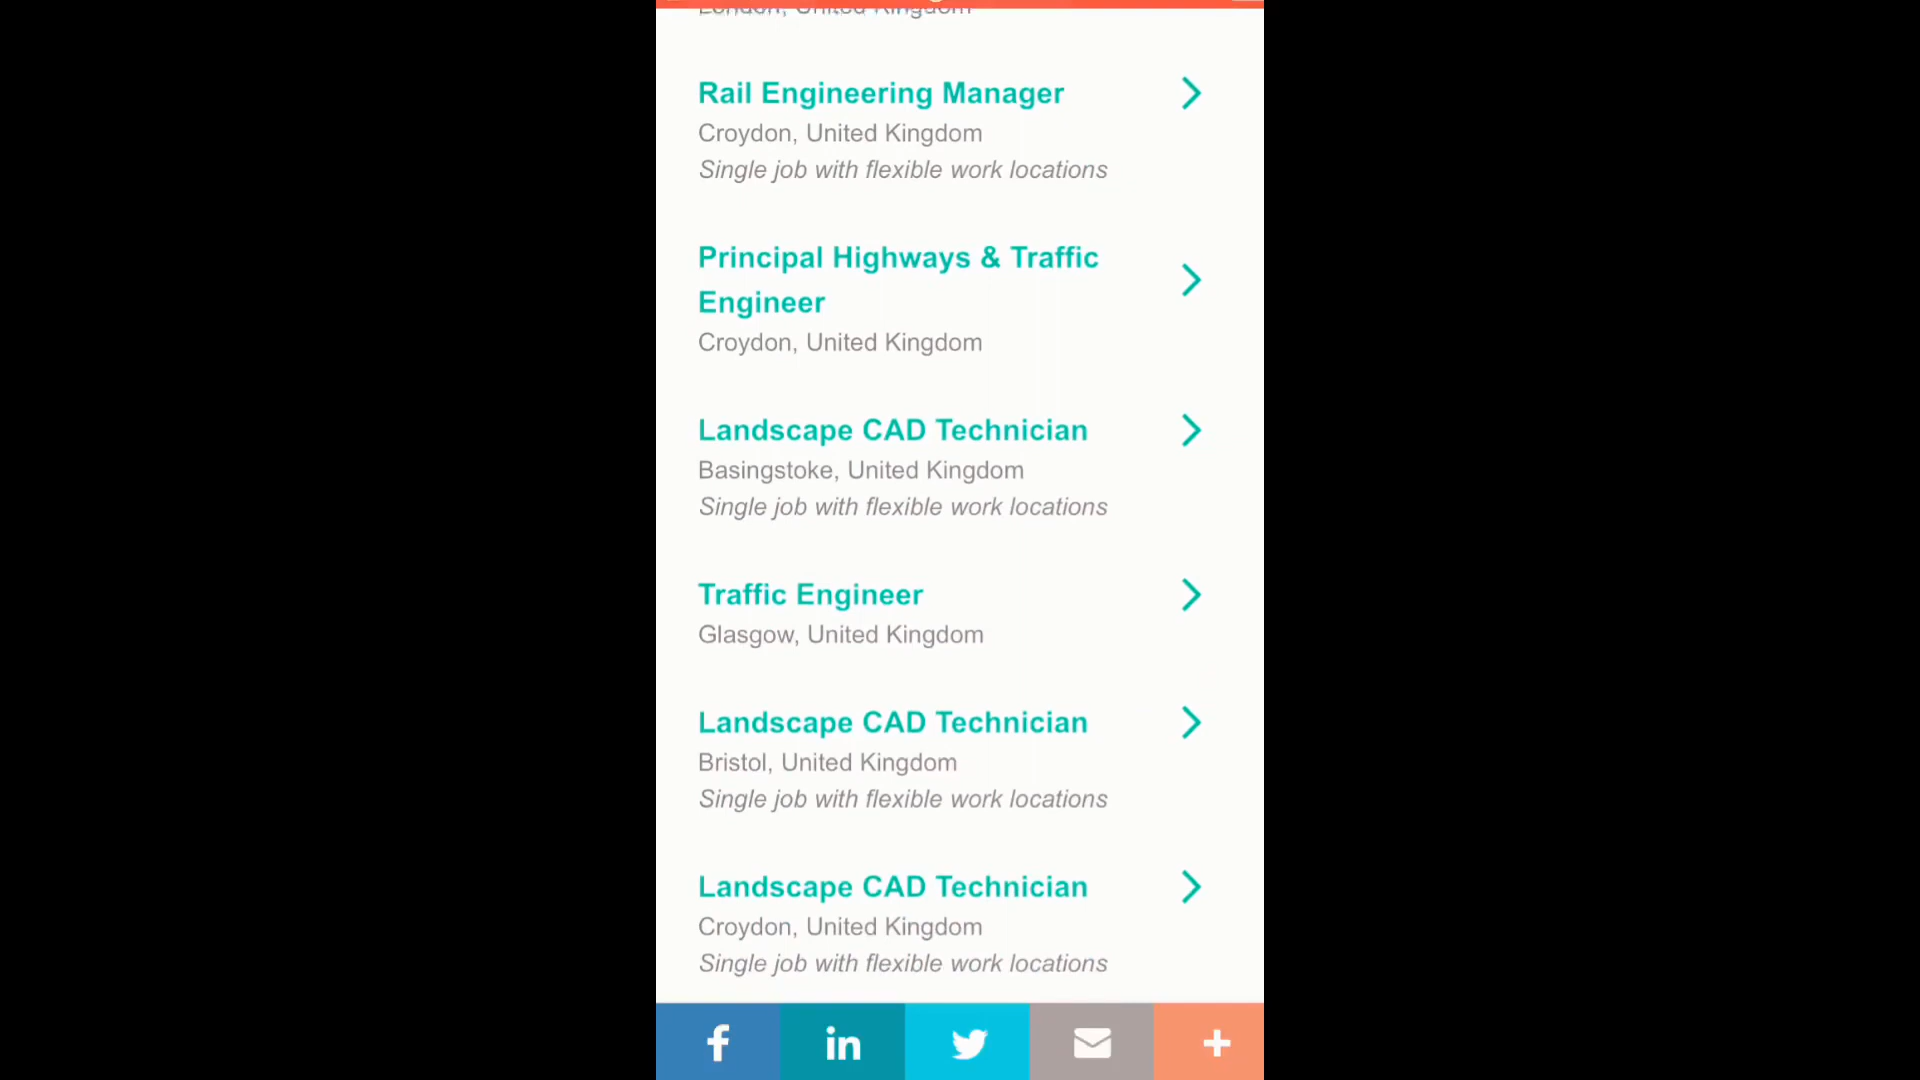 London, United Kingdom
Rail Engineering Manager
Croydon, United Kingdom
Single job with flexible work locations
Principal Highways & Traffic
Engineer
Croydon, United Kingdom
Landscape CAD Technician
Basingstoke, United Kingdom
Single job with flexible work locations
Traffic Engineer
Glasgow, United Kingdom
Landscape CAD Technician
Bristol, United Kingdom
Single job with flexible work locations
Landscape CAD Technician
Croydon, United Kingdom
Single job with flexible work locations